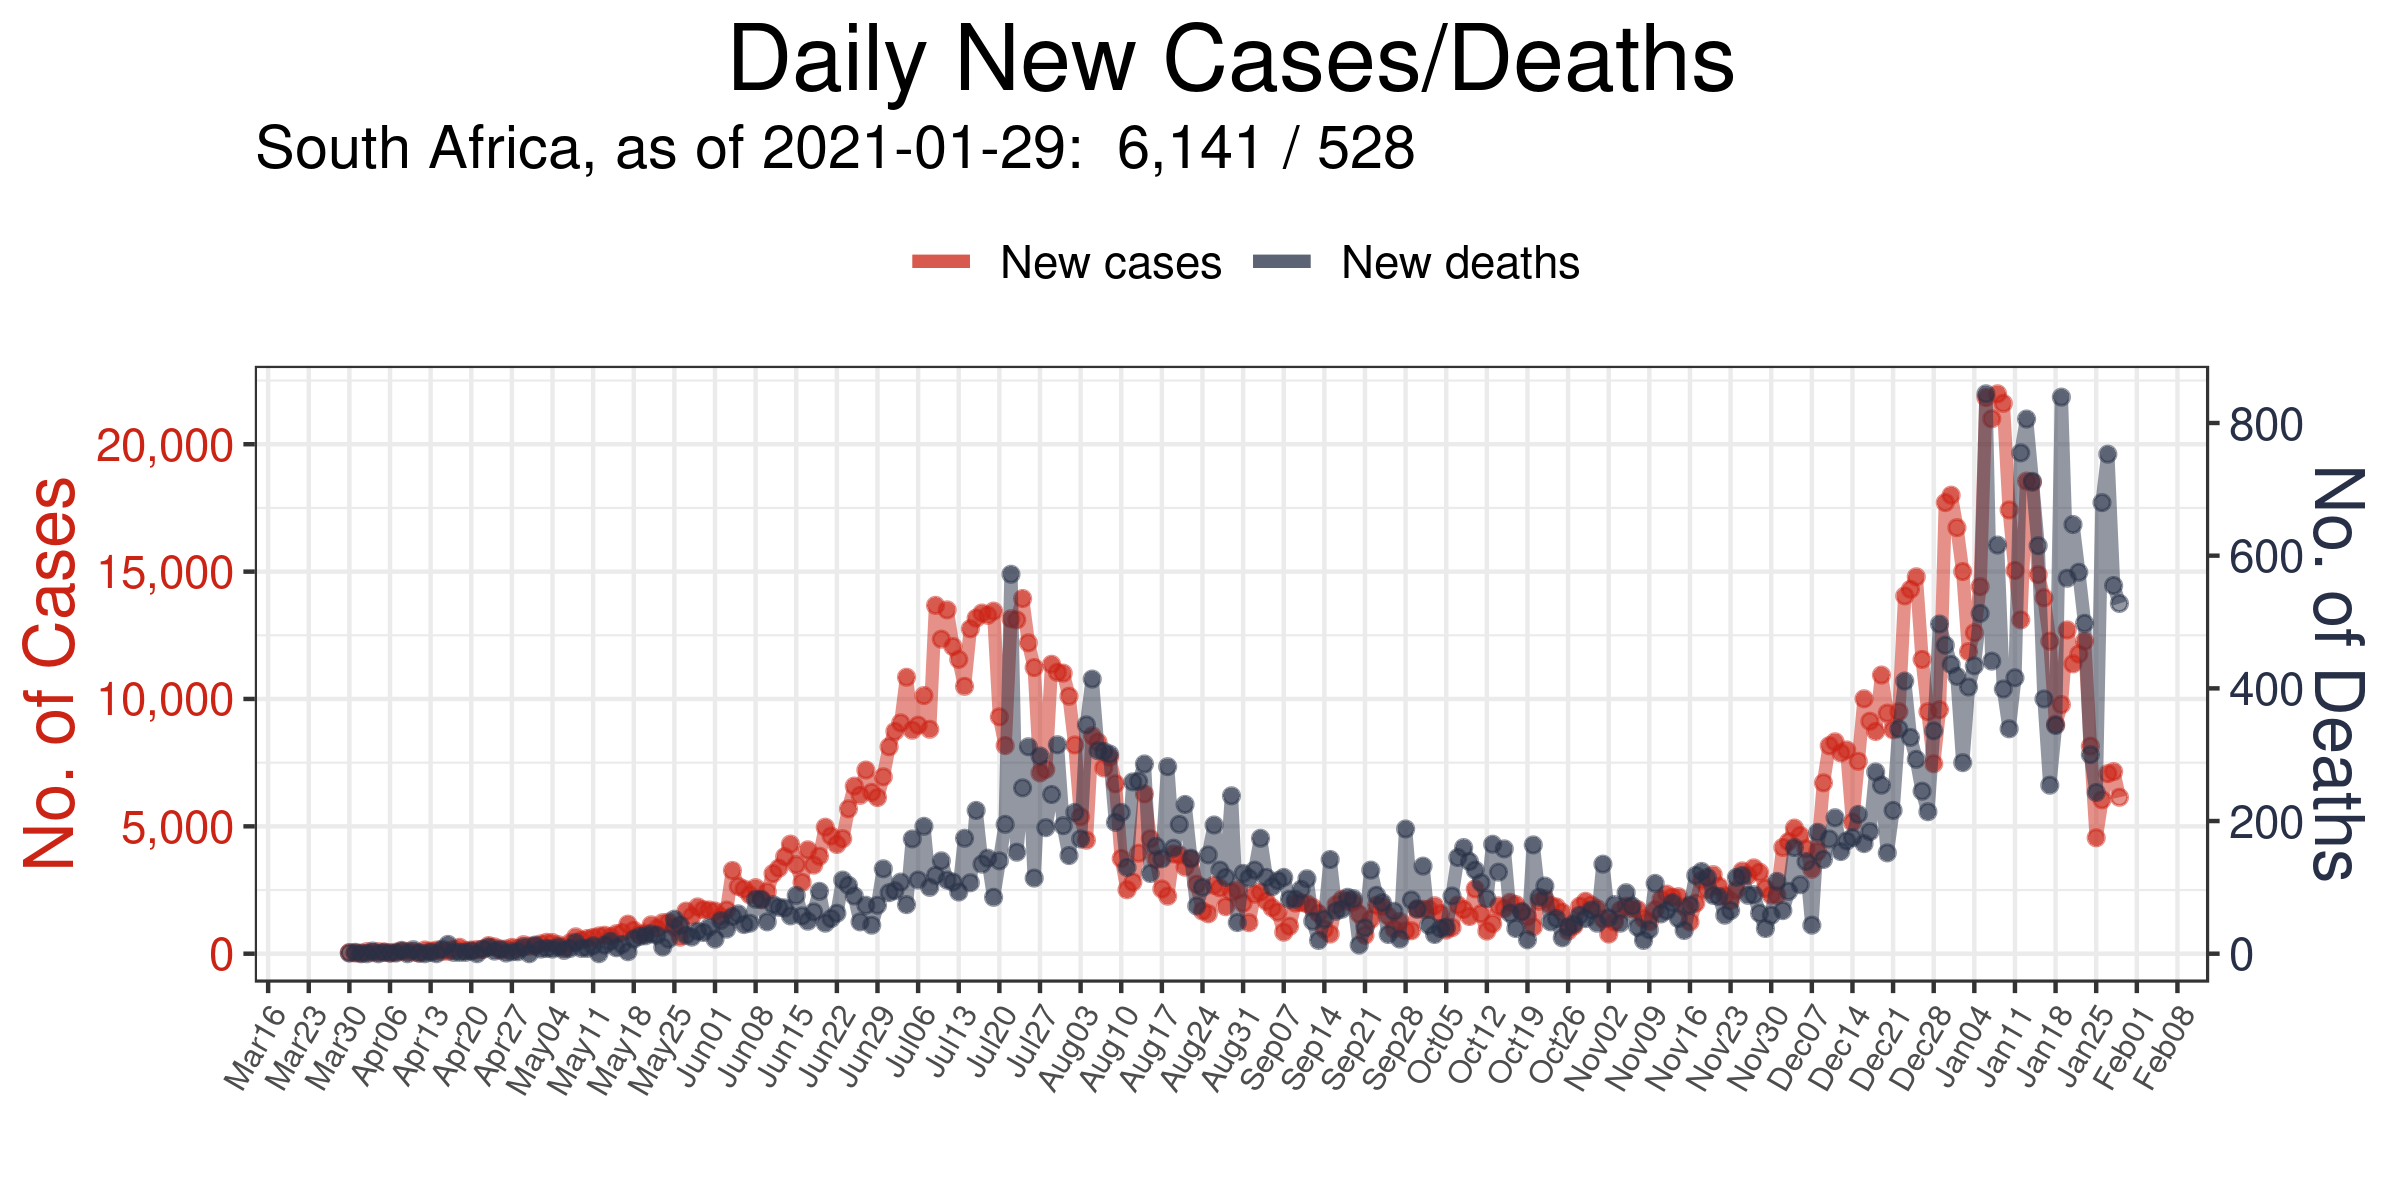 Daily New Cases/Deaths
South Africa, as of 2021-01-29:  6,141 / 528
New cases New deaths
No. of Cases
20,000
15,000
10,000
5,000
0
800
600
400
200
0
No. of Deaths
Mar16 Mar23 Mar30 Apr06 Apr13 Apr20 Apr27 May04 May11 May18 May25 Jun01 Jun08 Jun15 Jun22 Jun29 Jul06 Jul13 Jul20 Jul27 Aug03 Aug10 Aug17 Aug24 Aug31 Sep07 Sep14 Sep21 Sep28 Oct05 Oct12 Oct19 Oct26 Nov02 Nov09 Nov16 Nov23 Nov30 Dec07 Dec14 Dec21 Dec28 Jan04 Jan11 Jan18 Jan25 Feb01 Feb08